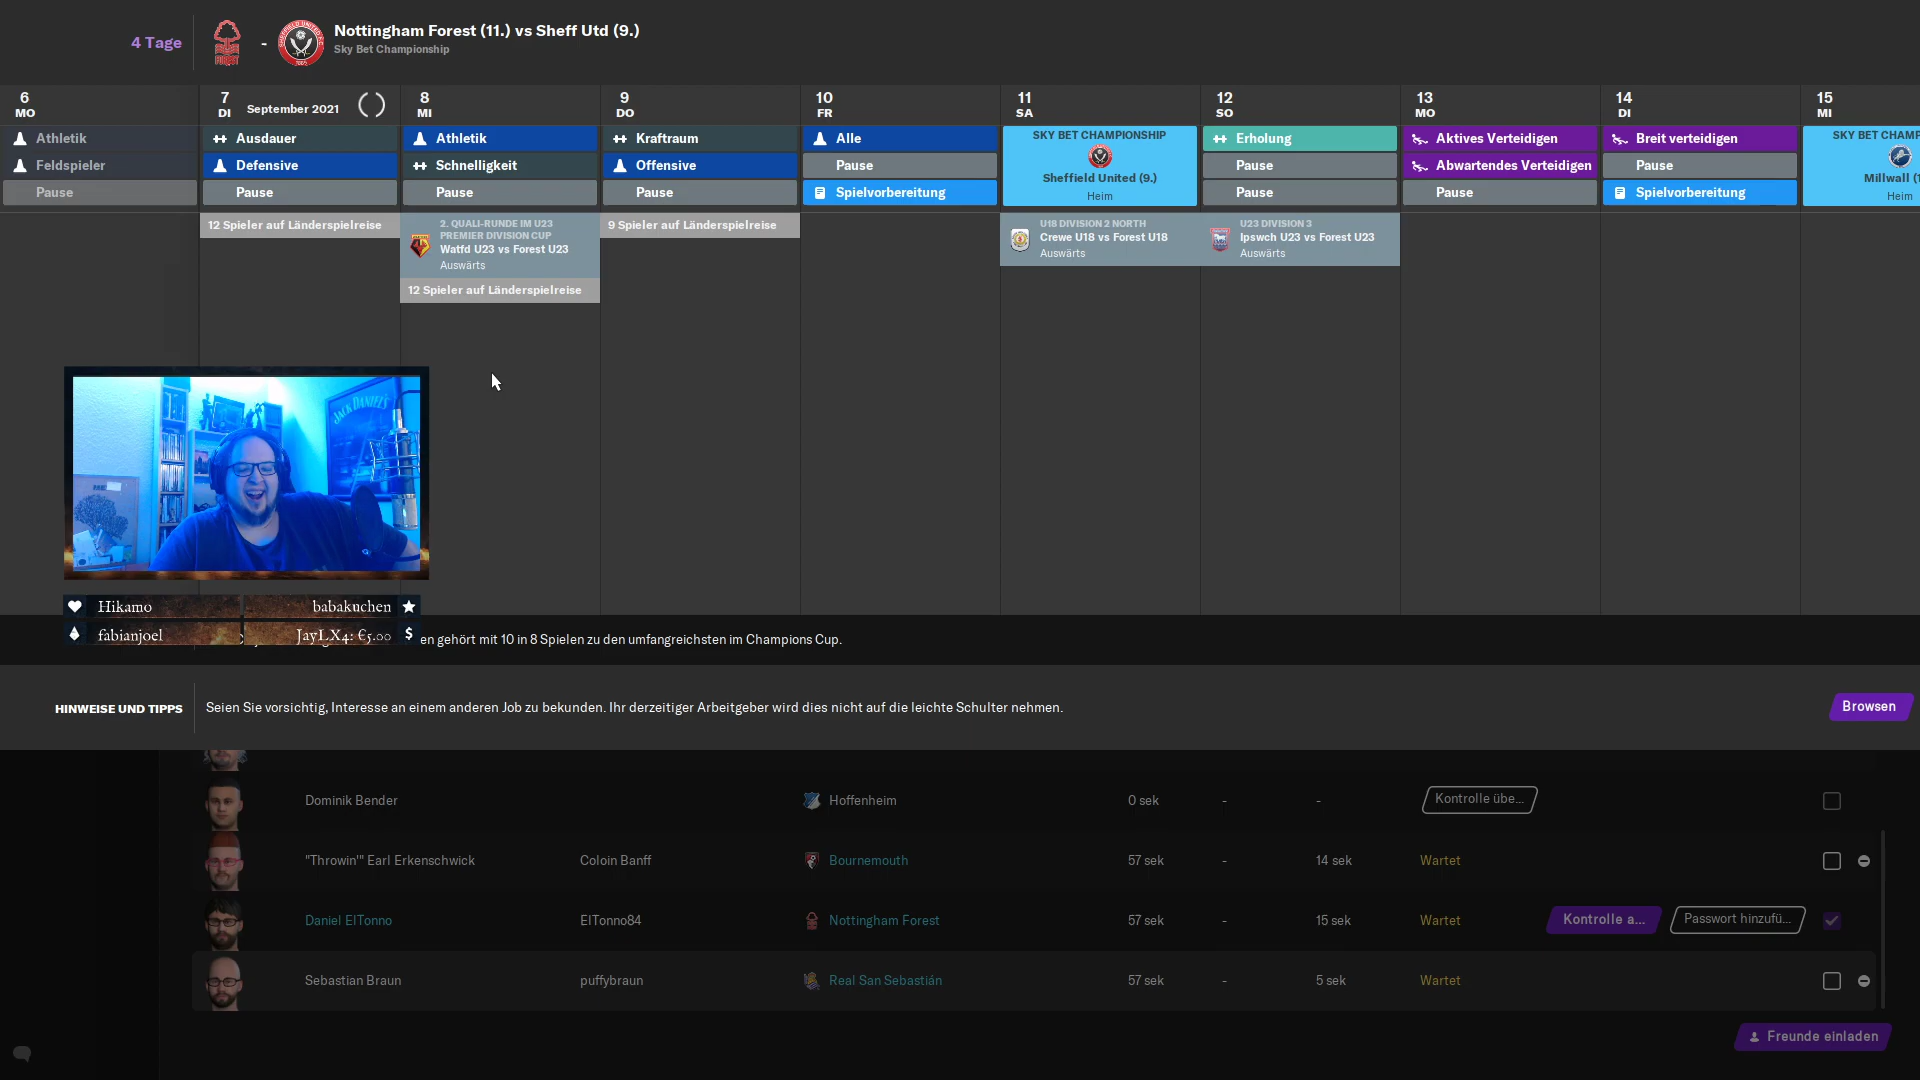 4 Tage
-
Nottingham Forest (11.) vs Sheff Utd (9.)
Sky Bet Championship
6
MO
7
DI
September 2021
8
MI
9
DO
10
FR
11
SA
12
SO
13
MO
14
DI
15
MI
Athletik
Feldspieler
Pause
Ausdauer
Defensive
Pause
Athletik
Schnelligkeit
Pause
Kraftraum
Offensive
Pause
Alle
Pause
Spielvorbereitung
SKY BET CHAMPIONSHIP
Sheffield United (9.)
Heim
Erholung
Pause
Pause
Aktives Verteidigen
Abwartendes Verteidigen
Pause
Breit verteidigen
Pause
Spielvorbereitung
SKY BET CHAMP
Millwall (1
Heim
12 Spieler auf Länderspielreise
2. QUALI-RUNDE IM U23
PREMIER DIVISION CUP
Watfd U23 vs Forest U23
Auswärts
12 Spieler auf Länderspielreise
9 Spieler auf Länderspielreise
U18 DIVISION 2 NORTH
Crewe U18 vs Forest U18
Auswärts
U23 DIVISION 3
Ipswch U23 vs Forest U23
Auswärts
JACK DANIEL'S
Hikamo
babakuchen
fabianjoel
JayLX4: €5.00
en gehört mit 10 in 8 Spielen zu den umfangreichsten im Champions Cup.
HINWEISE UND TIPPS
Seien Sie vorsichtig, Interesse an einem anderen Job zu bekunden. Ihr derzeitiger Arbeitgeber wird dies nicht auf die leichte Schulter nehmen.
Browsen
Dominik Bender
Hoffenheim
0 sek
-
-
Kontrolle übe...
"Throwin'" Earl Erkenschwick
Coloin Banff
Bournemouth
57 sek
-
14 sek
Wartet
Daniel ElTonno
ElTonno84
Nottingham Forest
57 sek
-
15 sek
Wartet
Kontrolle a...
Passwort hinzufü...
Sebastian Braun
puffybraun
Real San Sebastián
57 sek
-
5 sek
Wartet
Freunde einladen